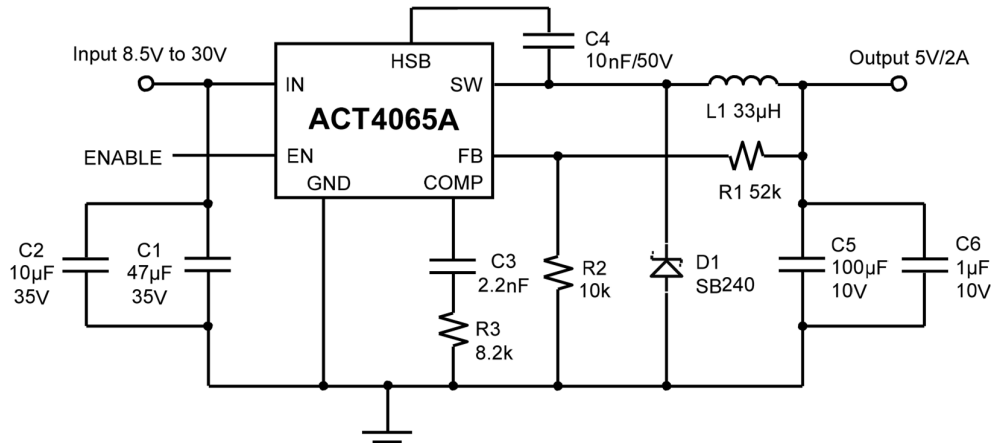 Input 8.5V to 30V
HSB
C4
10nF/50V
Output 5V/2A
IN
SW
ACT4065A
L1 33µH
ENABLE
EN
FB
GND
COMP
R1 52k
C2
10µF
35V
C1
47µF
35V
C3
2.2nF
R2
10k
D1
SB240
C5
100µF
10V
C6
1µF
10V
R3
8.2k